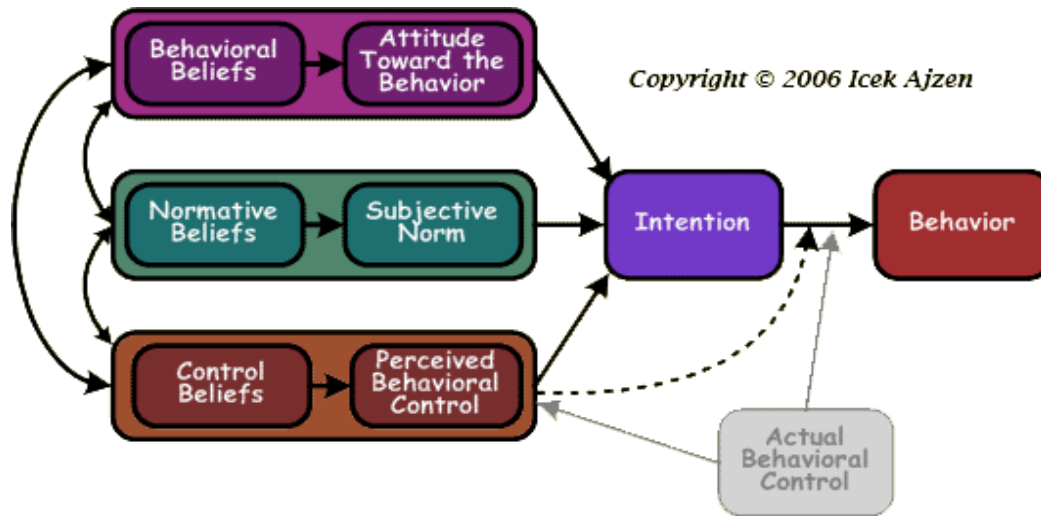 Behavioral
Beliefs
Attitude
Toward the
Behavior
Copyright © 2006 Icek Ajzen
Normative
Beliefs
Subjective
Norm
Intention
Behavior
Control
Beliefs
Perceived
Behavioral
Control
Actual
Behavioral
Control